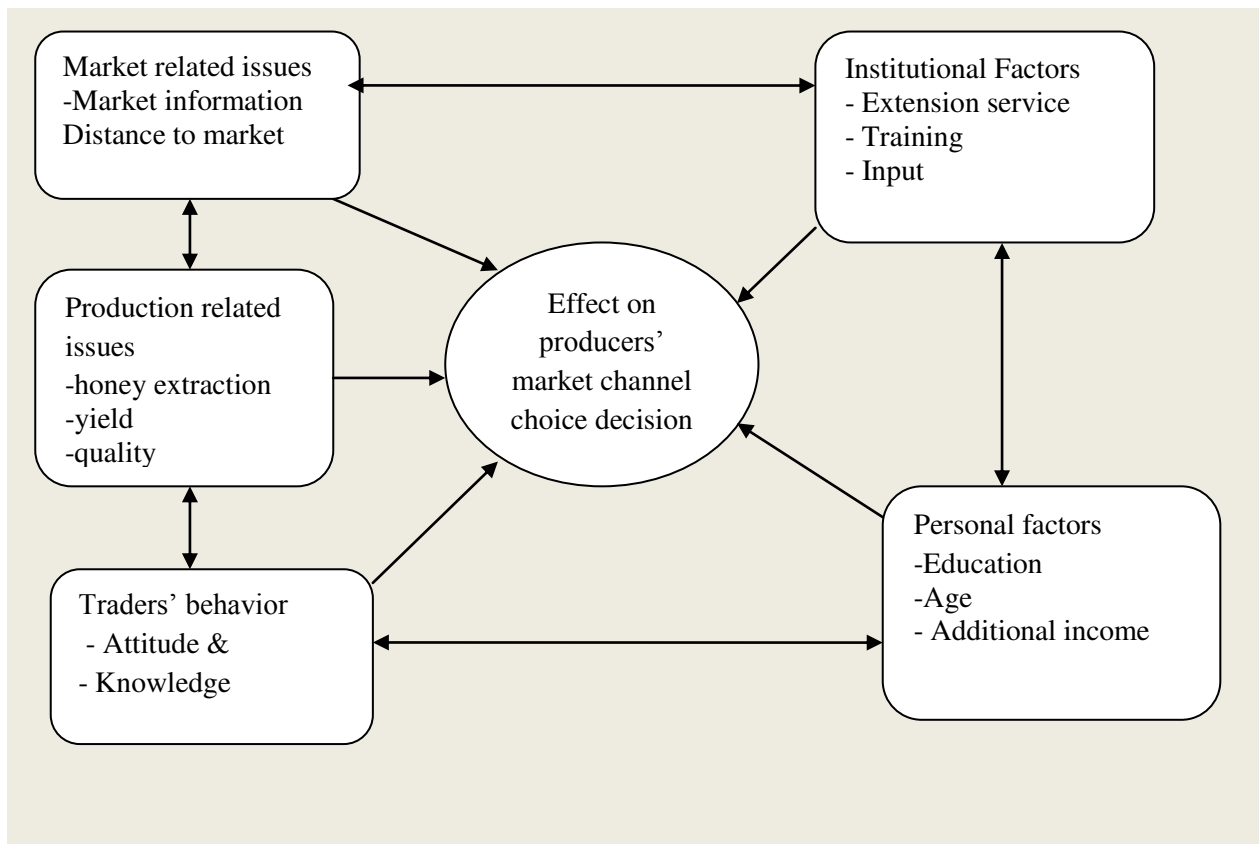 Market related issues
-Market information
Distance to market
Institutional Factors
- Extension service
- Training
- Input
Production related
issues
-honey extraction
-yield
-quality
Effect on
producers’
market channel
choice decision
Traders’ behavior
- Attitude &
- Knowledge
Personal factors
-Education
-Age
- Additional income